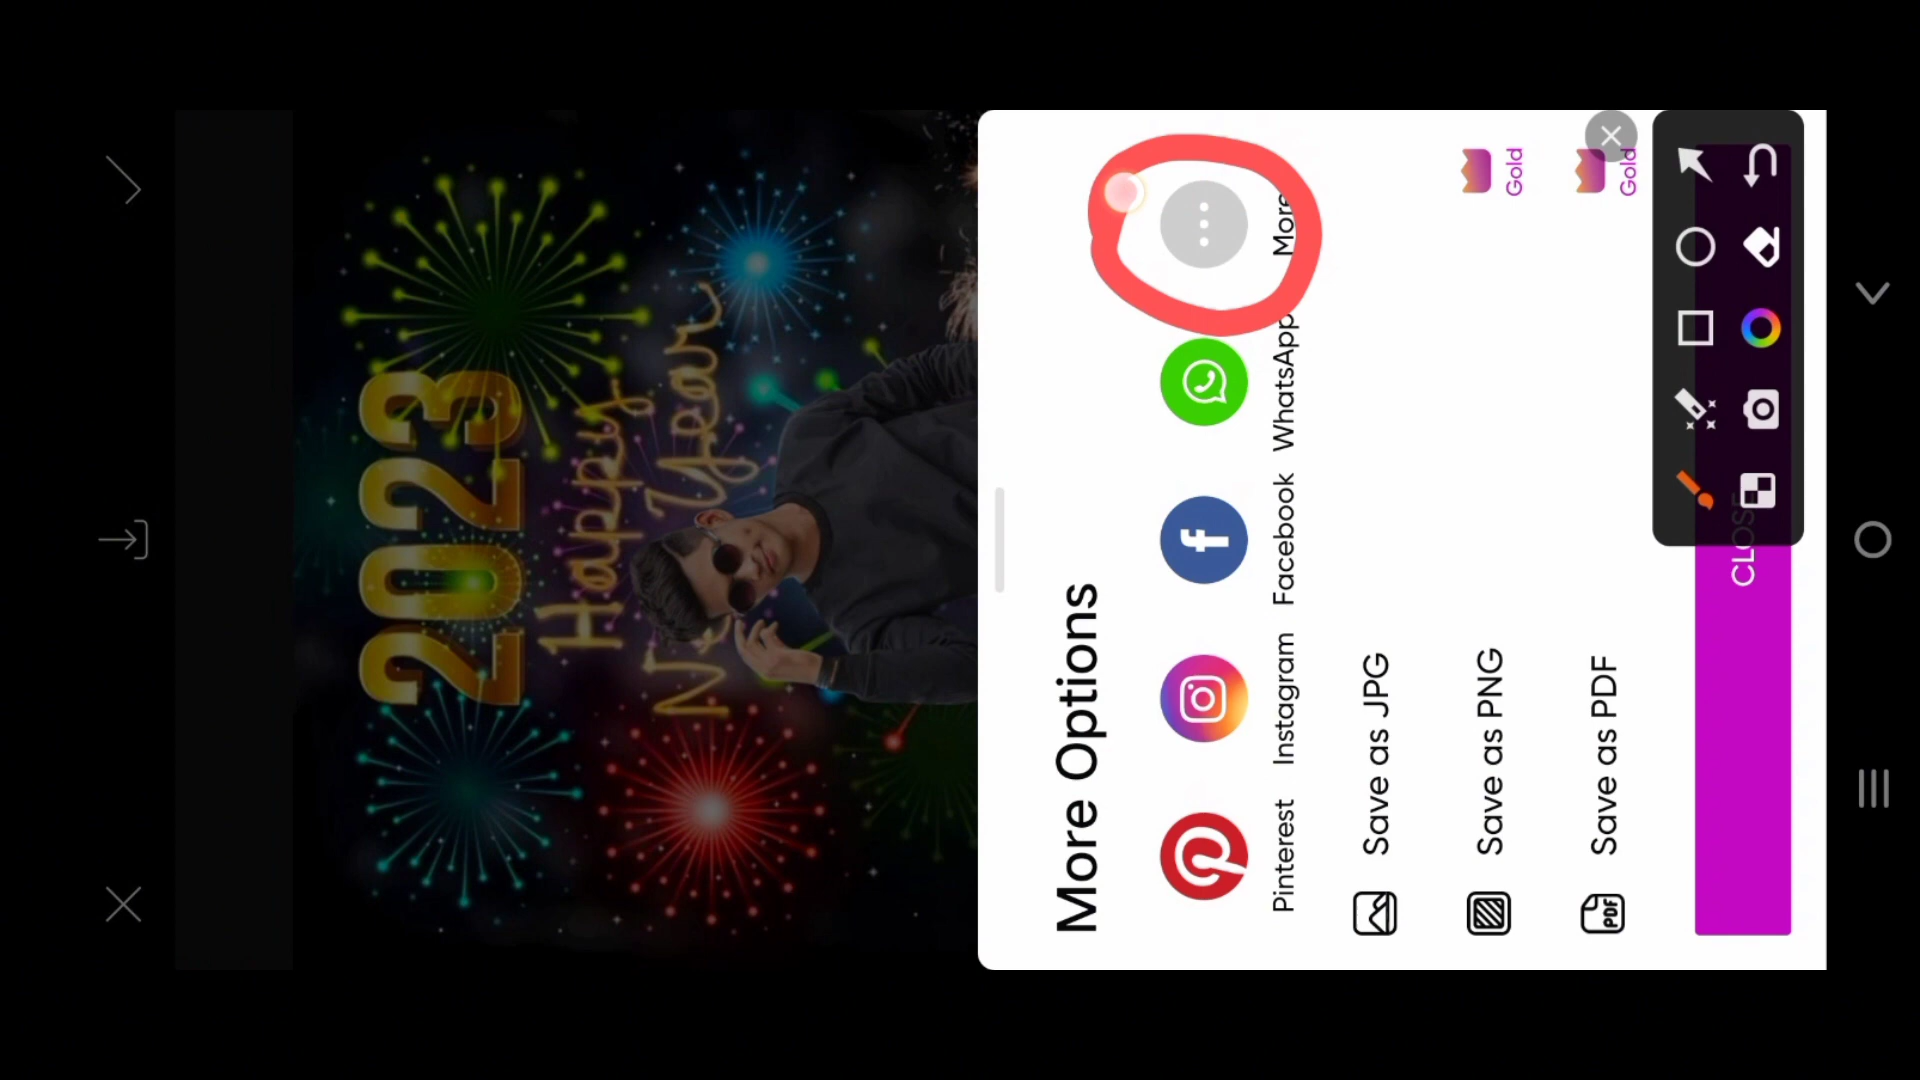 2023
Happy
New Year
More Options
Pinterest
Instagram
Facebook
WhatsApp
More
Save as JPG
Save as PNG
Gold
Save as PDF
PDF
Gold
CLOSE